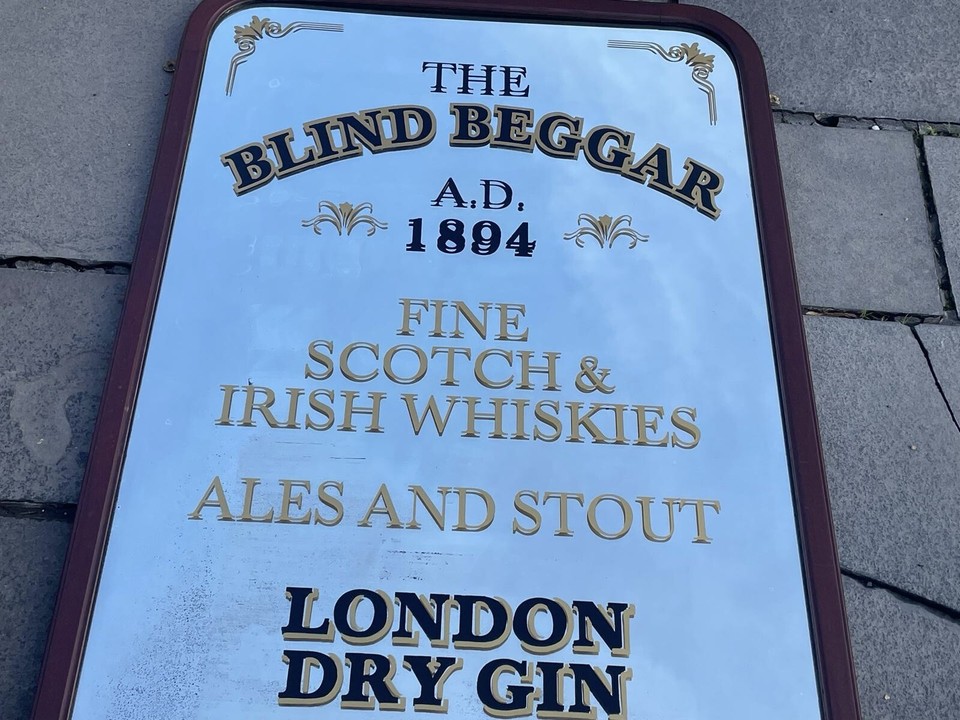 THE
BLIND BEGGAR
A.D.
1894
FINE
SCOTCH &
IRISH WHISKIES
ALES AND STOUT
LONDON
DRY GIN